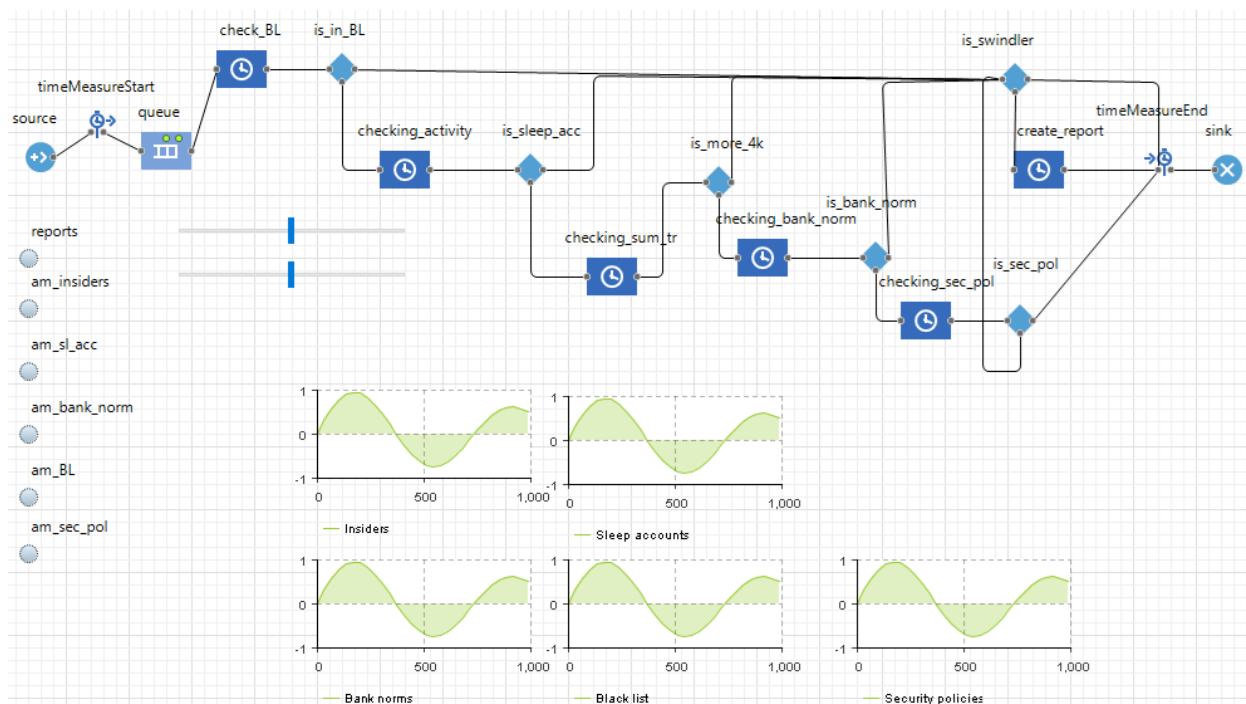 check_BL
is_in_BL
is_swindler
timeMeasureStart
source
queue
checking_activity
is_sleep_acc
is_more_4k
timeMeasureEnd
create_report
sink
is_bank_norm
checking_bank_norm
checking_sum_tr
is_sec_pol
checking_sec_pol
reports
am_insiders
am_sl_acc
am_bank_norm
am_BL
am_sec_pol
1
0
-1
0 500 1,000
Insiders
1
0
-1
0 500 1,000
Sleep accounts
1
0
-1
0 500 1,000
Bank norms
1
0
-1
0 500 1,000
Black list
1
0
-1
0 500 1,000
Security policies